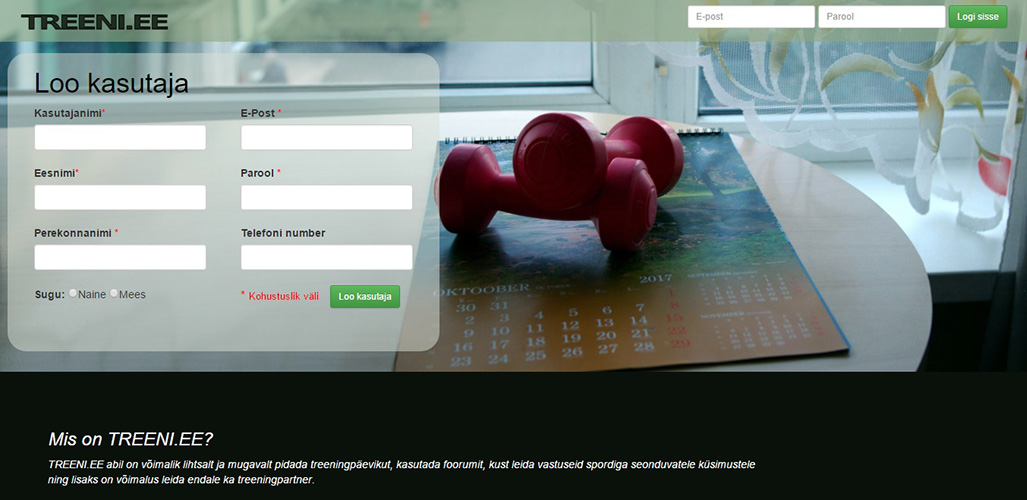 TREENI.EE
E-post Parool Logi sisse
Loo kasutaja
Kasutajanimi* E-Post *
Eesnimi* Parool *
Perekonnanimi * Telefoni number
Sugu: Naine Mees * Kohustuslik väli Loo kasutaja
OKTOOBER 2017
30 31 1
2 3 4 5 6 7 8
9 10 11 12 13 14 15
16 17 18 19 20 21 22
23 24 25 26 27 28 29
NOVEMBER
Mis on TREENI.EE?
TREENI.EE abil on võimalik lihtsalt ja mugavalt pidada treeningpäevikut, kasutada foorumit, kust leida vastuseid spordiga seonduvatele küsimustele
ning lisaks on võimalus leida endale ka treeningpartner.